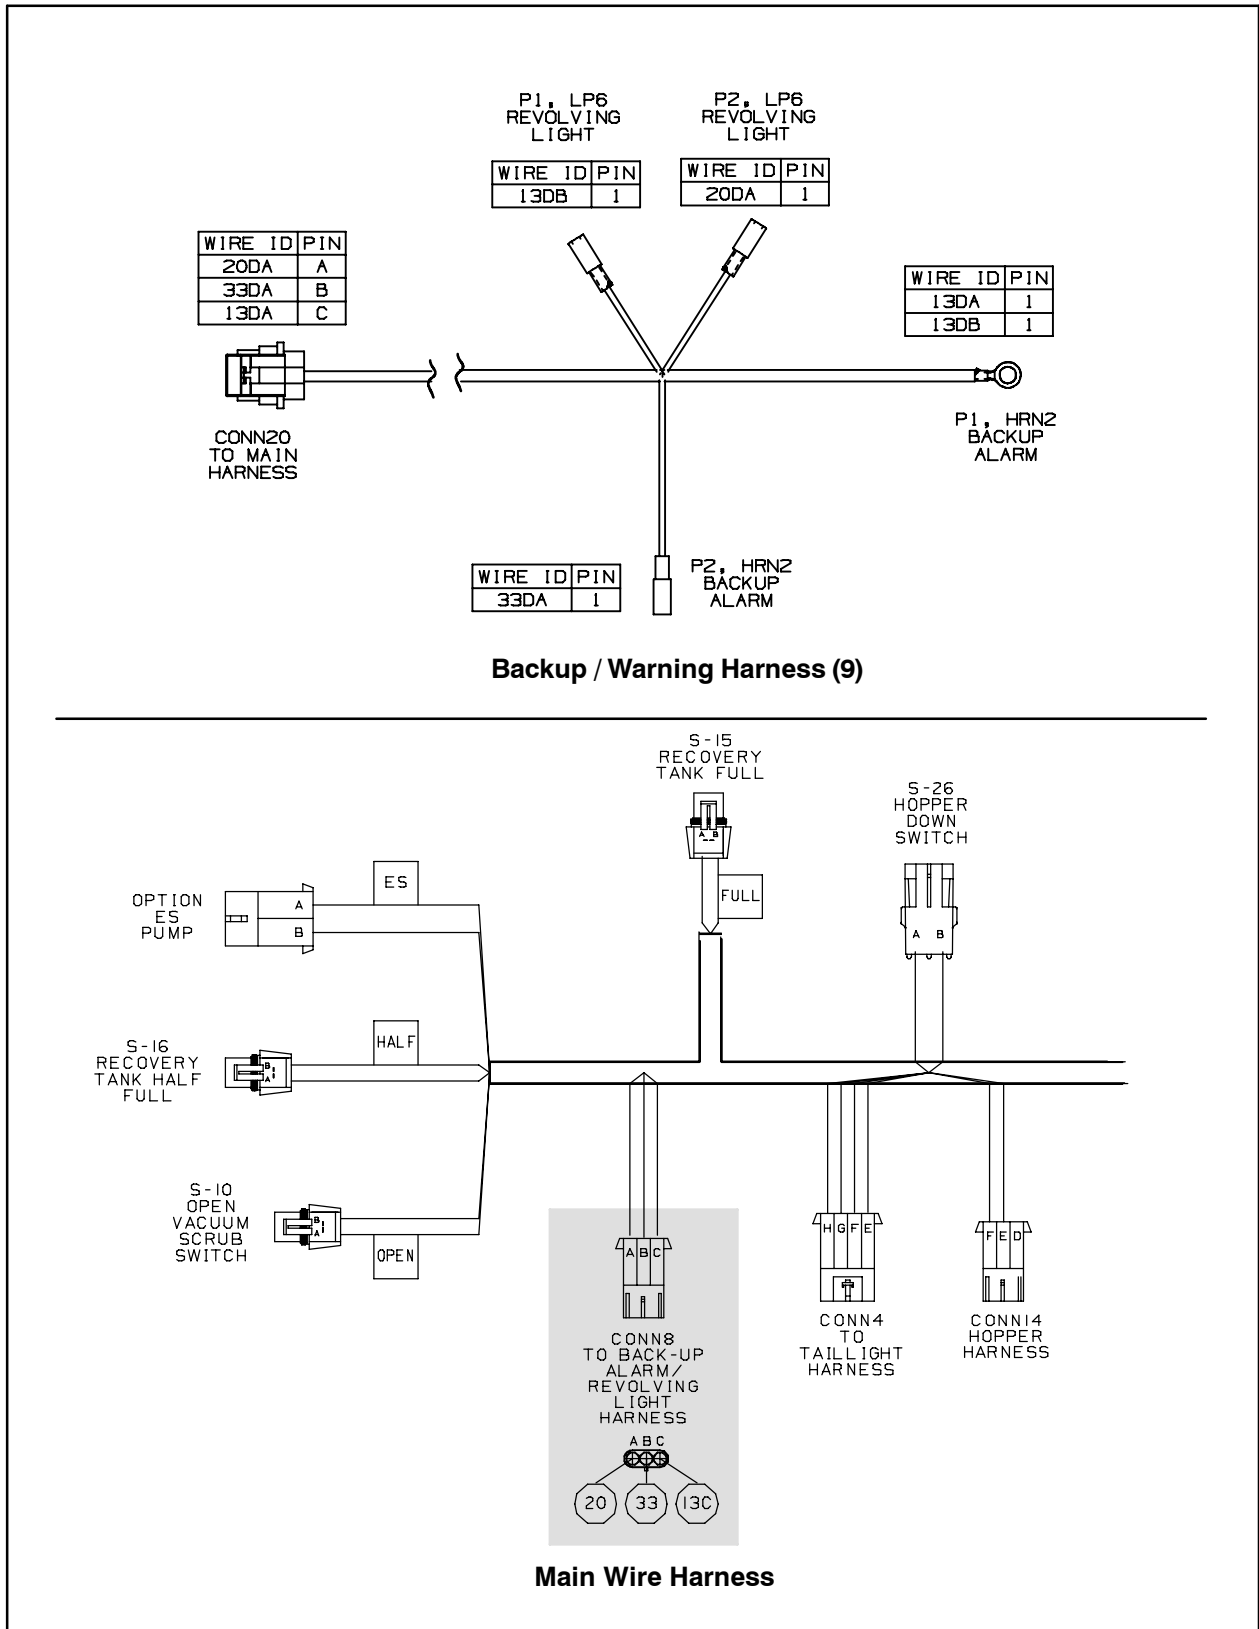 P1, LP6
REVOLVING
LIGHT
WIRE ID PIN
13DB 1
P2, LP6
REVOLVING
LIGHT
WIRE ID PIN
20DA 1
WIRE ID PIN
20DA A
33DA B
13DA C
CONN20
TO MAIN
HARNESS
WIRE ID PIN
13DA 1
13DB 1
P1, HRN2
BACKUP
ALARM
WIRE ID PIN
33DA 1
P2, HRN2
BACKUP
ALARM
Backup / Warning Harness (9)
S-15
RECOVERY
TANK FULL
A B
FULL
S-26
HOPPER
DOWN
SWITCH
A B
OPTION
ES
PUMP
A
B
ES
S-16
RECOVERY
TANK HALF
FULL
B
A
HALF
S-10
OPEN
VACUUM
SCRUB
SWITCH
B
A
OPEN
A B C
CONN8
TO BACK-UP
ALARM/
REVOLVING
LIGHT
HARNESS
A B C
20 33 13C
H G F E
CONN4
TO
TAILLIGHT
HARNESS
F E D
CONN14
HOPPER
HARNESS
Main Wire Harness